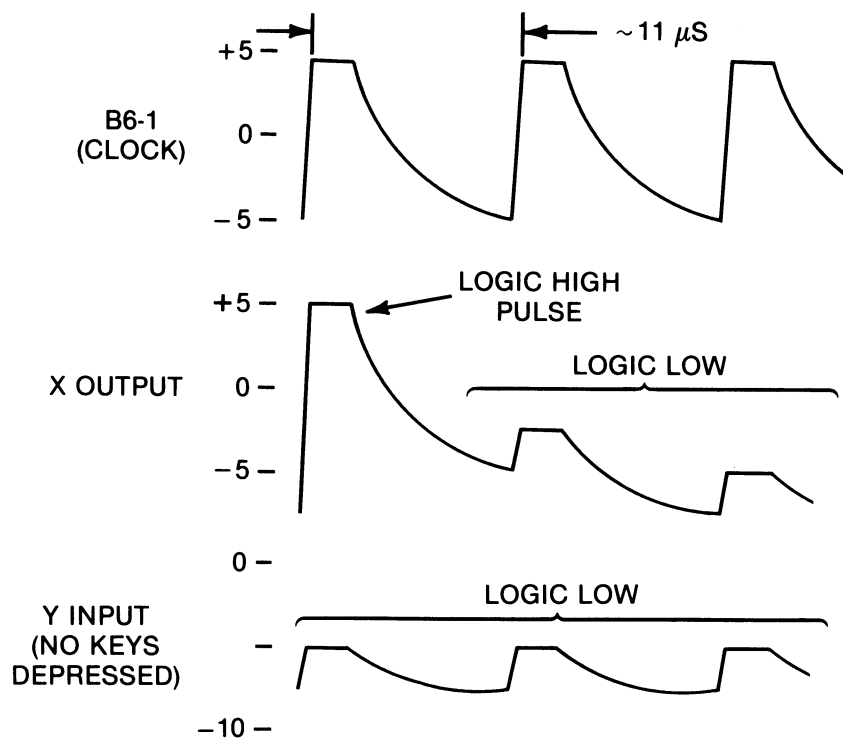 +5
~11 µS
B6-1
(CLOCK)
0
-5
LOGIC HIGH
PULSE
+5
X OUTPUT
0
LOGIC LOW
-5
0
LOGIC LOW
Y INPUT
(NO KEYS
DEPRESSED)
-10